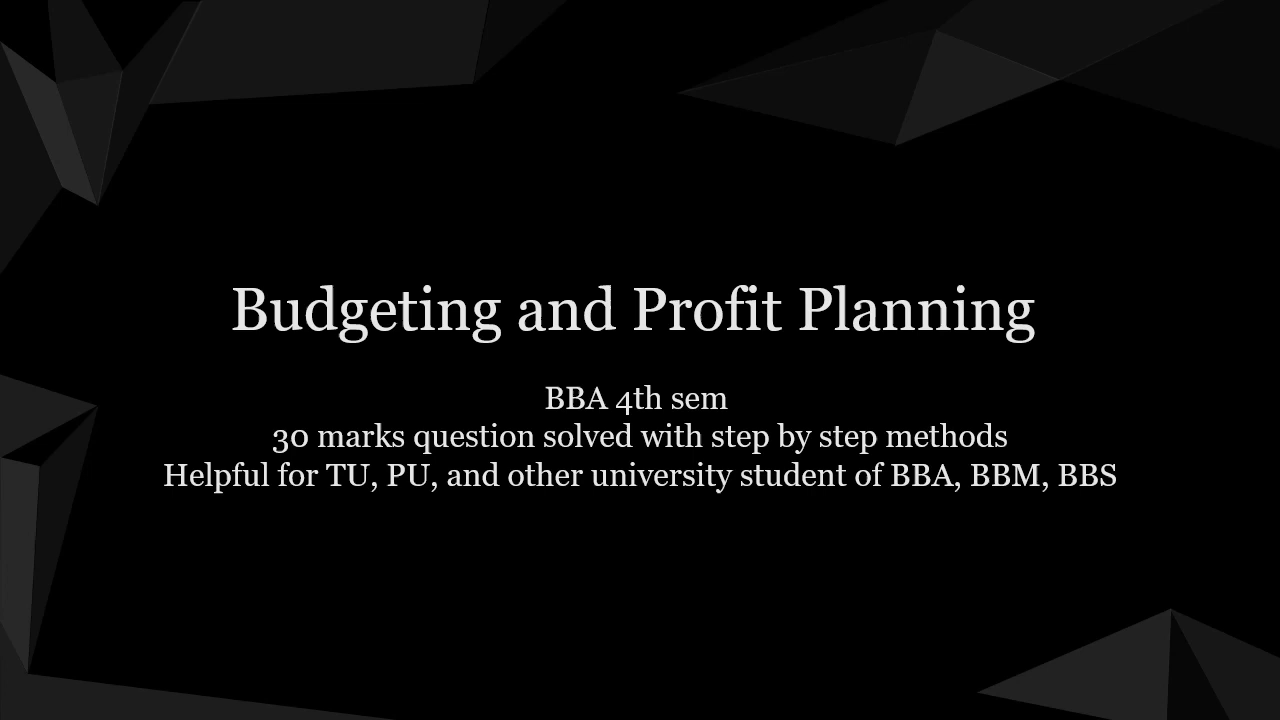 Budgeting and Profit Planning
BBA 4th sem
30 marks question solved with step by step methods
Helpful for TU, PU, and other university student of BBA, BBM, BBS